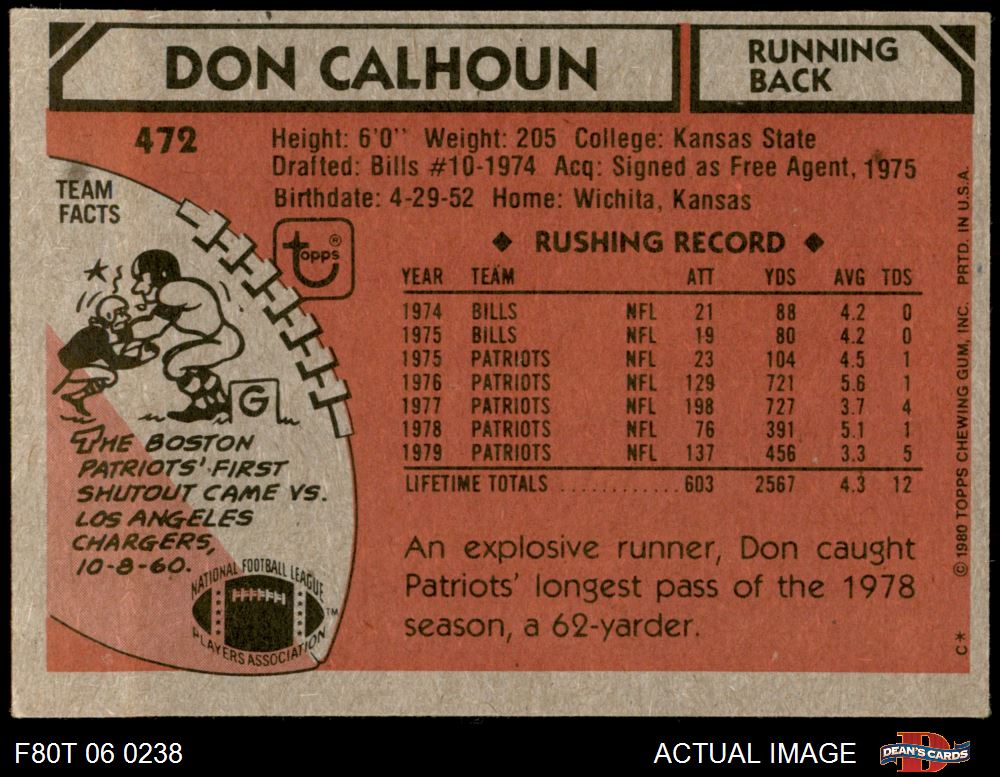 DON CALHOUN
RUNNING
BACK
472
Height: 6'0" Weight: 205 College: Kansas State
Drafted: Bills #10-1974 Acq: Signed as Free Agent, 1975
Birthdate: 4-29-52 Home: Wichita, Kansas
TEAM
FACTS
topps®
◆ RUSHING RECORD ◆
YEAR TEAM ATT YDS AVG TDS
1974 BILLS NFL 21 88 4.2 0
1975 BILLS NFL 19 80 4.2 0
1975 PATRIOTS NFL 23 104 4.5 1
1976 PATRIOTS NFL 129 721 5.6 1
1977 PATRIOTS NFL 198 727 3.7 4
1978 PATRIOTS NFL 76 391 5.1 1
1979 PATRIOTS NFL 137 456 3.3 5
LIFETIME TOTALS ............ 603 2567 4.3 12
G
THE BOSTON
PATRIOTS' FIRST
SHUTOUT CAME VS.
LOS ANGELES
CHARGERS,
10-8-60.
NATIONAL FOOTBALL LEAGUE
PLAYERS ASSOCIATION
TM
An explosive runner, Don caught
Patriots' longest pass of the 1978
season, a 62-yarder.
C* © 1980 TOPPS CHEWING GUM, INC. PRTD. IN U.S.A.
F80T 06 0238
ACTUAL IMAGE
D
DEAN'S CARDS